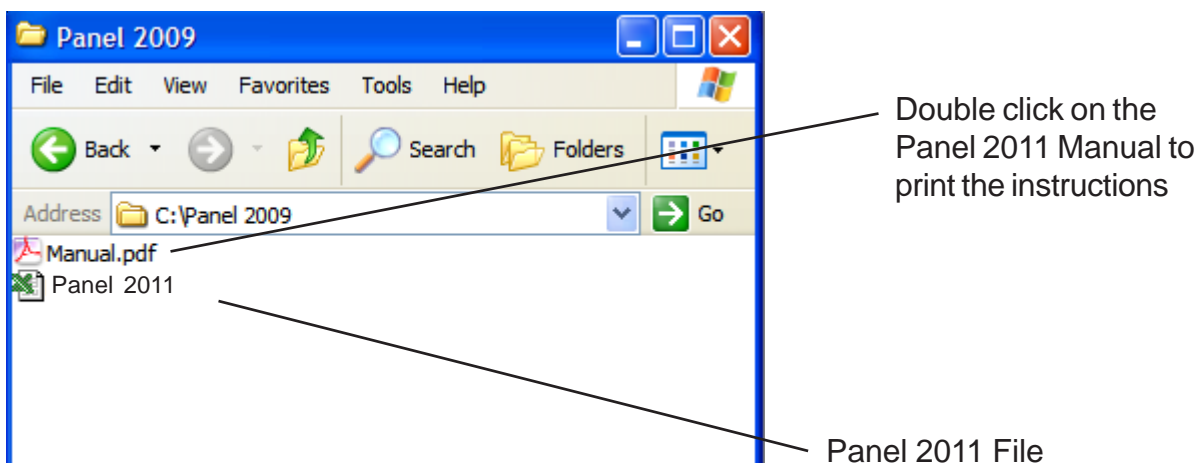 Panel 2009
File Edit View Favorites Tools Help
Back Search Folders
Address C:\Panel 2009 Go
Manual.pdf
Panel 2011
Double click on the
Panel 2011 Manual to
print the instructions
Panel 2011 File